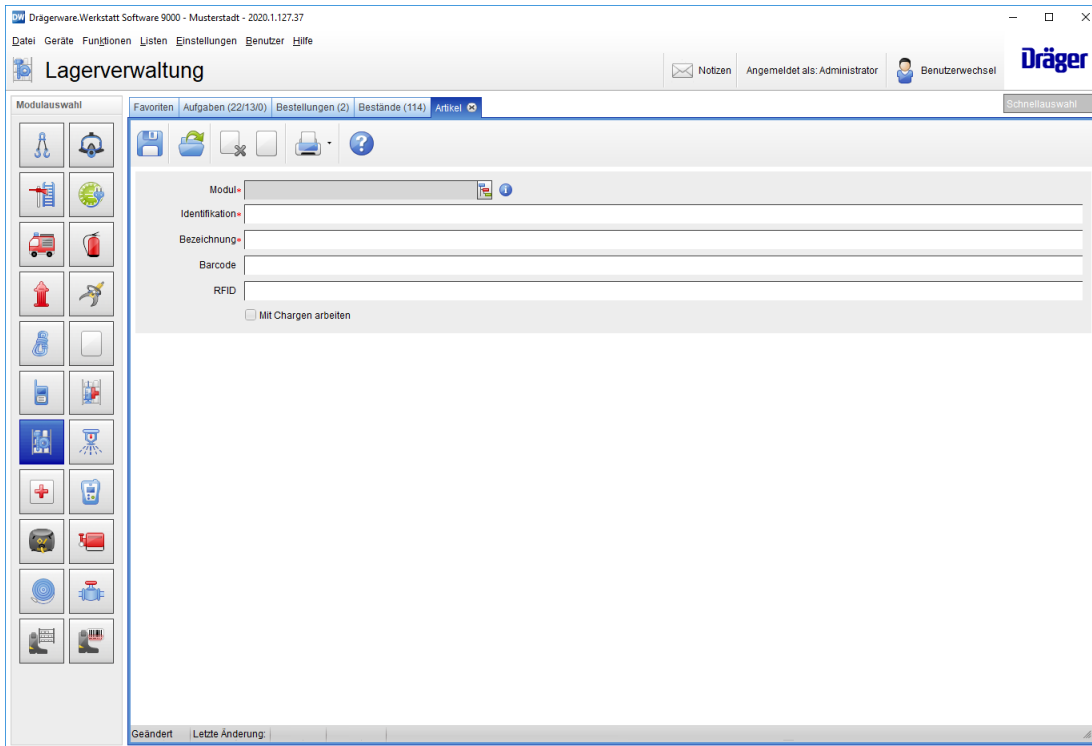 DW Drägerware.Werkstatt Software 9000 - Musterstadt - 2020.1.127.37
Datei Geräte Funktionen Listen Einstellungen Benutzer Hilfe
Lagerverwaltung
Notizen Angemeldet als: Administrator Benutzerwechsel
Dräger
Modulauswahl
Favoriten Aufgaben (22/13/0) Bestellungen (2) Bestände (114) Artikel
Schnellauswahl
Modul*
Identifikation*
Bezeichnung*
Barcode
RFID
Mit Chargen arbeiten
Geändert Letzte Änderung: